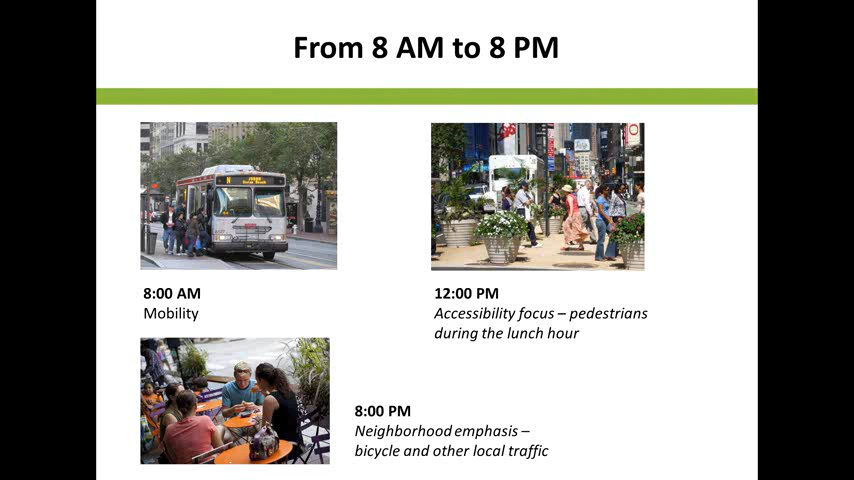 From 8 AM to 8 PM
N
8:00 AM
Mobility
12:00 PM
Accessibility focus – pedestrians
during the lunch hour
8:00 PM
Neighborhood emphasis –
bicycle and other local traffic